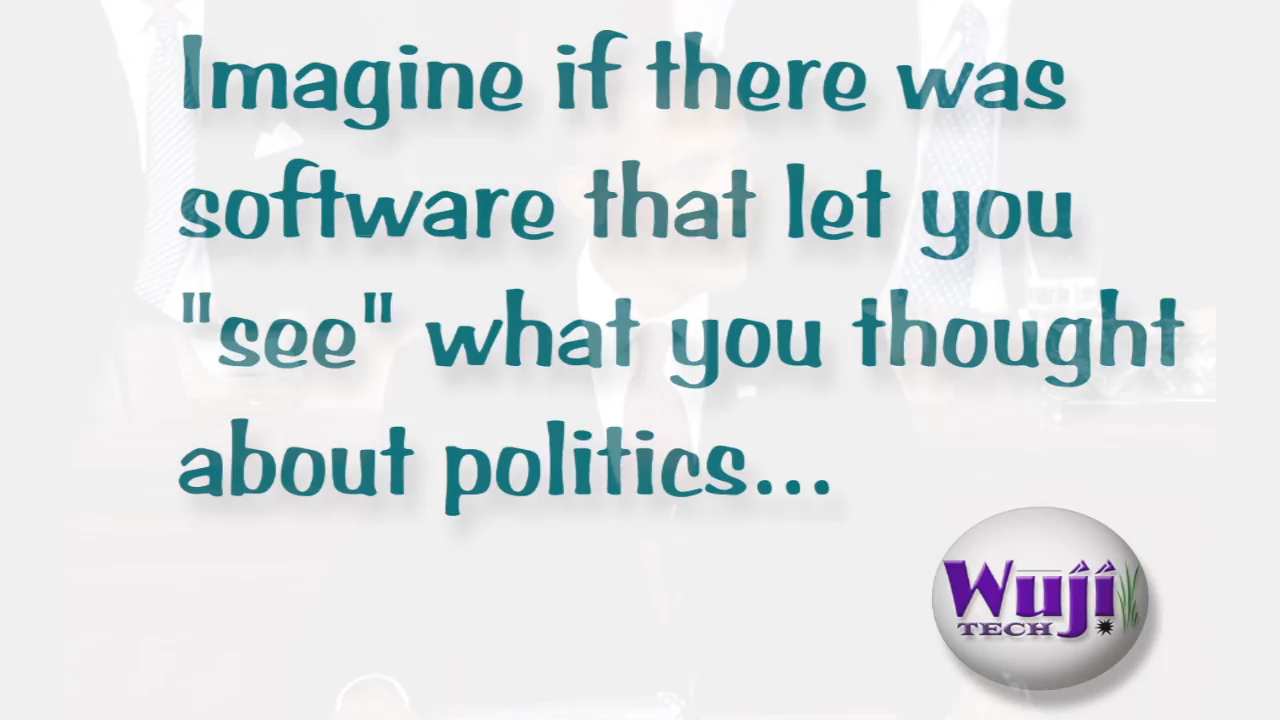 Imagine if there was
software that let you
"see" what you thought
about politics...
Wuji
TECH